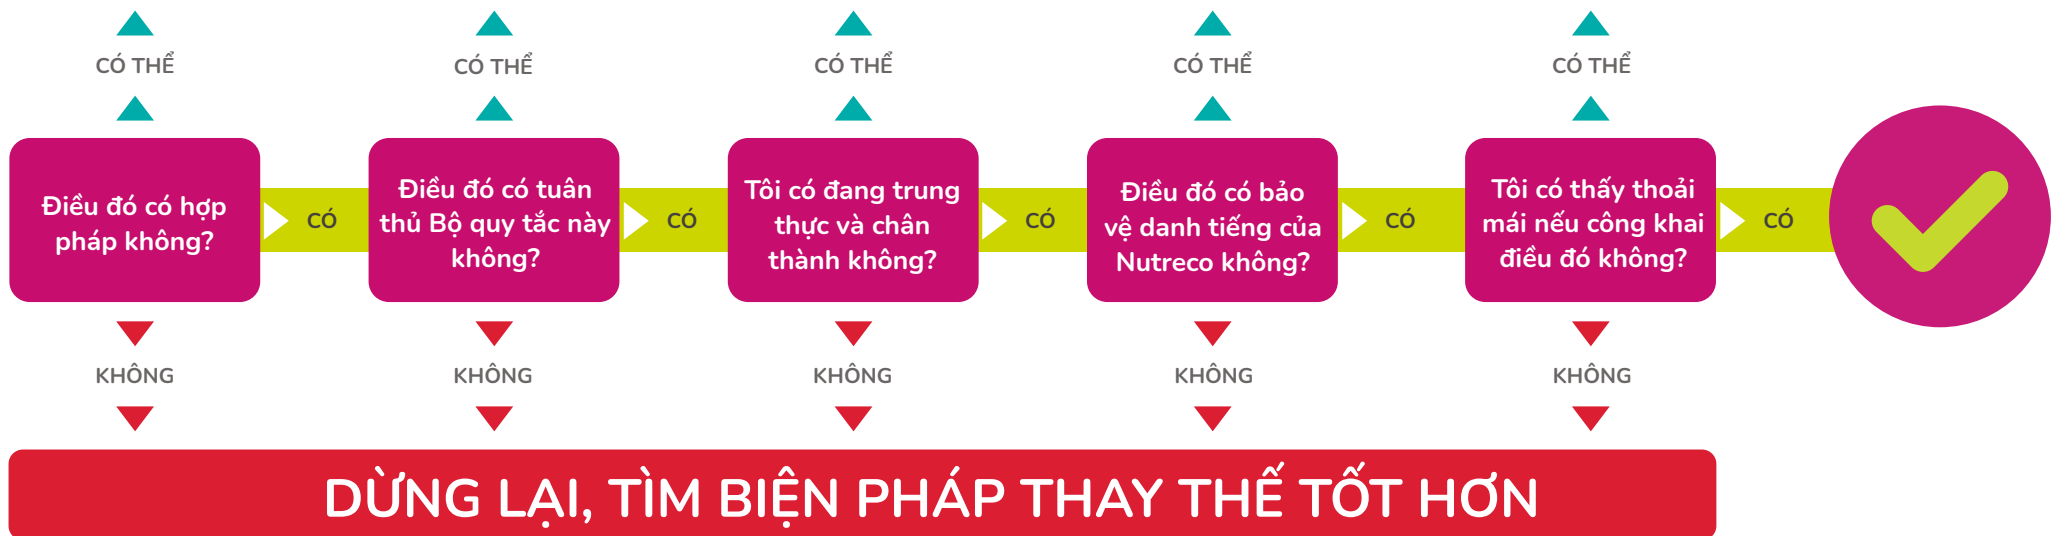 CÓ THỂ CÓ THỂ CÓ THỂ CÓ THỂ CÓ THỂ
Điều đó có hợp
pháp không?
CÓ
Điều đó có tuân
thủ Bộ quy tắc này
không?
CÓ
Tôi có đang trung
thực và chân
thành không?
CÓ
Điều đó có bảo
vệ danh tiếng của
Nutreco không?
CÓ
Tôi có thấy thoải
mái nếu công khai
điều đó không?
CÓ
KHÔNG KHÔNG KHÔNG KHÔNG KHÔNG
DỪNG LẠI, TÌM BIỆN PHÁP THAY THẾ TỐT HƠN